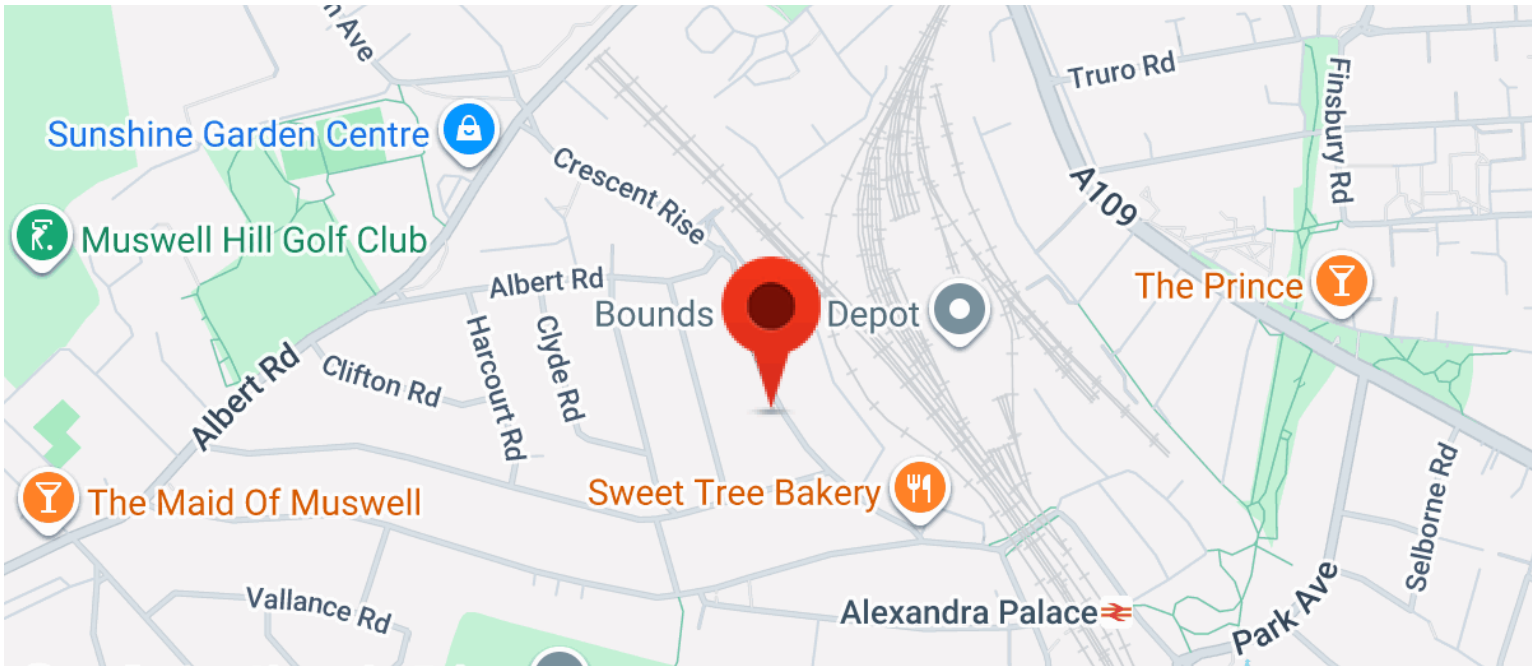 n Ave
Truro Rd
Finsbury Rd
Sunshine Garden Centre
Crescent Rise
A109
Muswell Hill Golf Club
Albert Rd
The Prince
Bounds
Depot
Harcourt Rd
Clyde Rd
Albert Rd
Clifton Rd
Selborne Rd
Sweet Tree Bakery
The Maid Of Muswell
Vallance Rd
Alexandra Palace
Park Ave